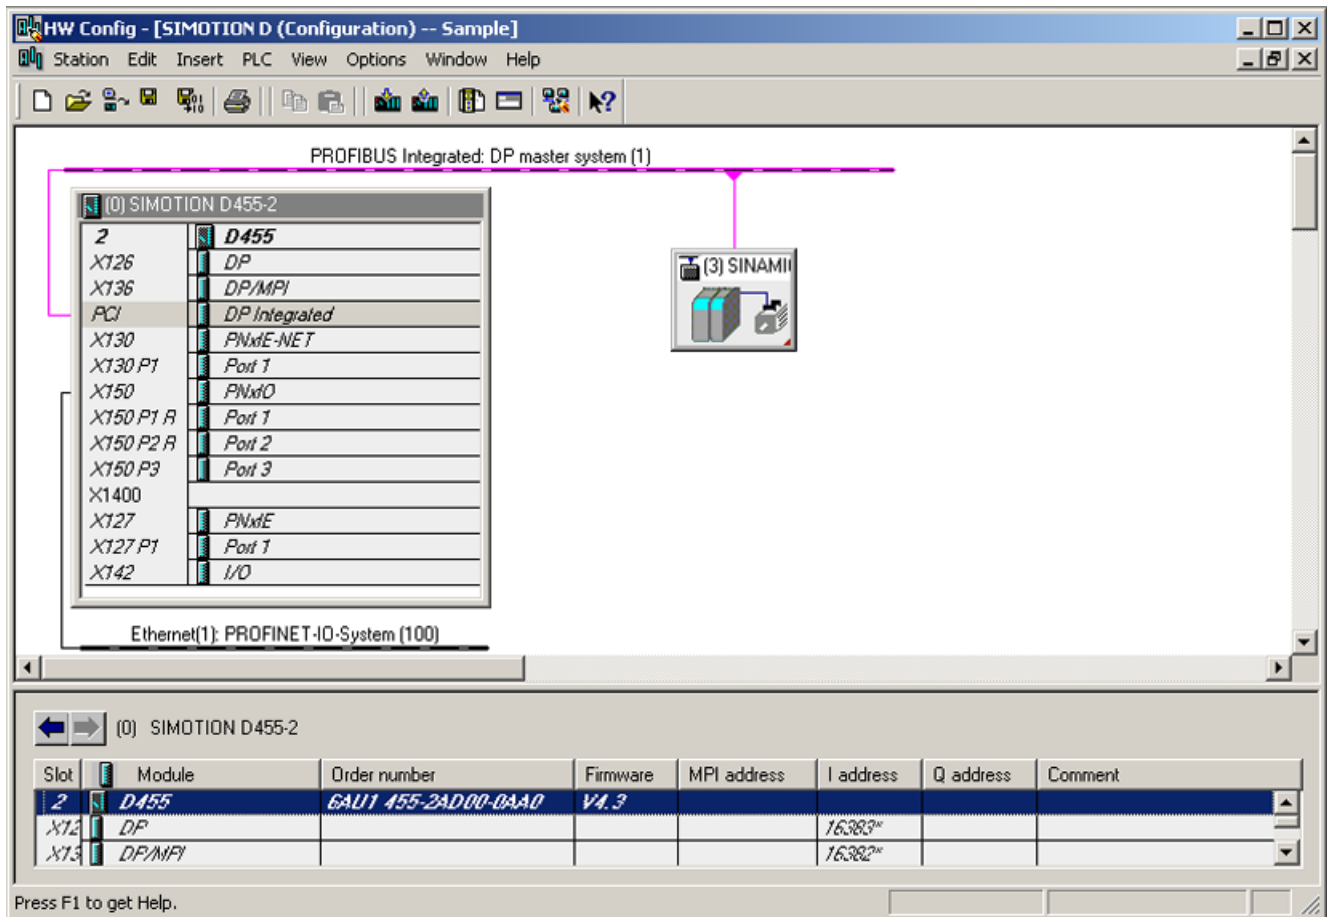 HW Config - [SIMOTION D (Configuration) -- Sample]
Station Edit Insert PLC View Options Window Help
PROFIBUS Integrated: DP master system (1)
(0) SIMOTION D455-2
2 D455
X126 DP
X136 DP/MPI
PCI DP Integrated
X130 PNxIE-NET
X130 P1 Port 1
X150 PNxIO
X150 P1 R Port 1
X150 P2 R Port 2
X150 P3 Port 3
X1400
X127 PNxIE
X127 P1 Port 1
X142 I/O
(3) SINAMI
Ethernet(1): PROFINET-IO-System (100)
(0) SIMOTION D455-2
Slot Module Order number Firmware MPI address I address Q address Comment
2 D455 6AU1 455-2AD00-0AA0 V4.3
X12 DP 16383*
X13 DP/MPI 16382*
Press F1 to get Help.